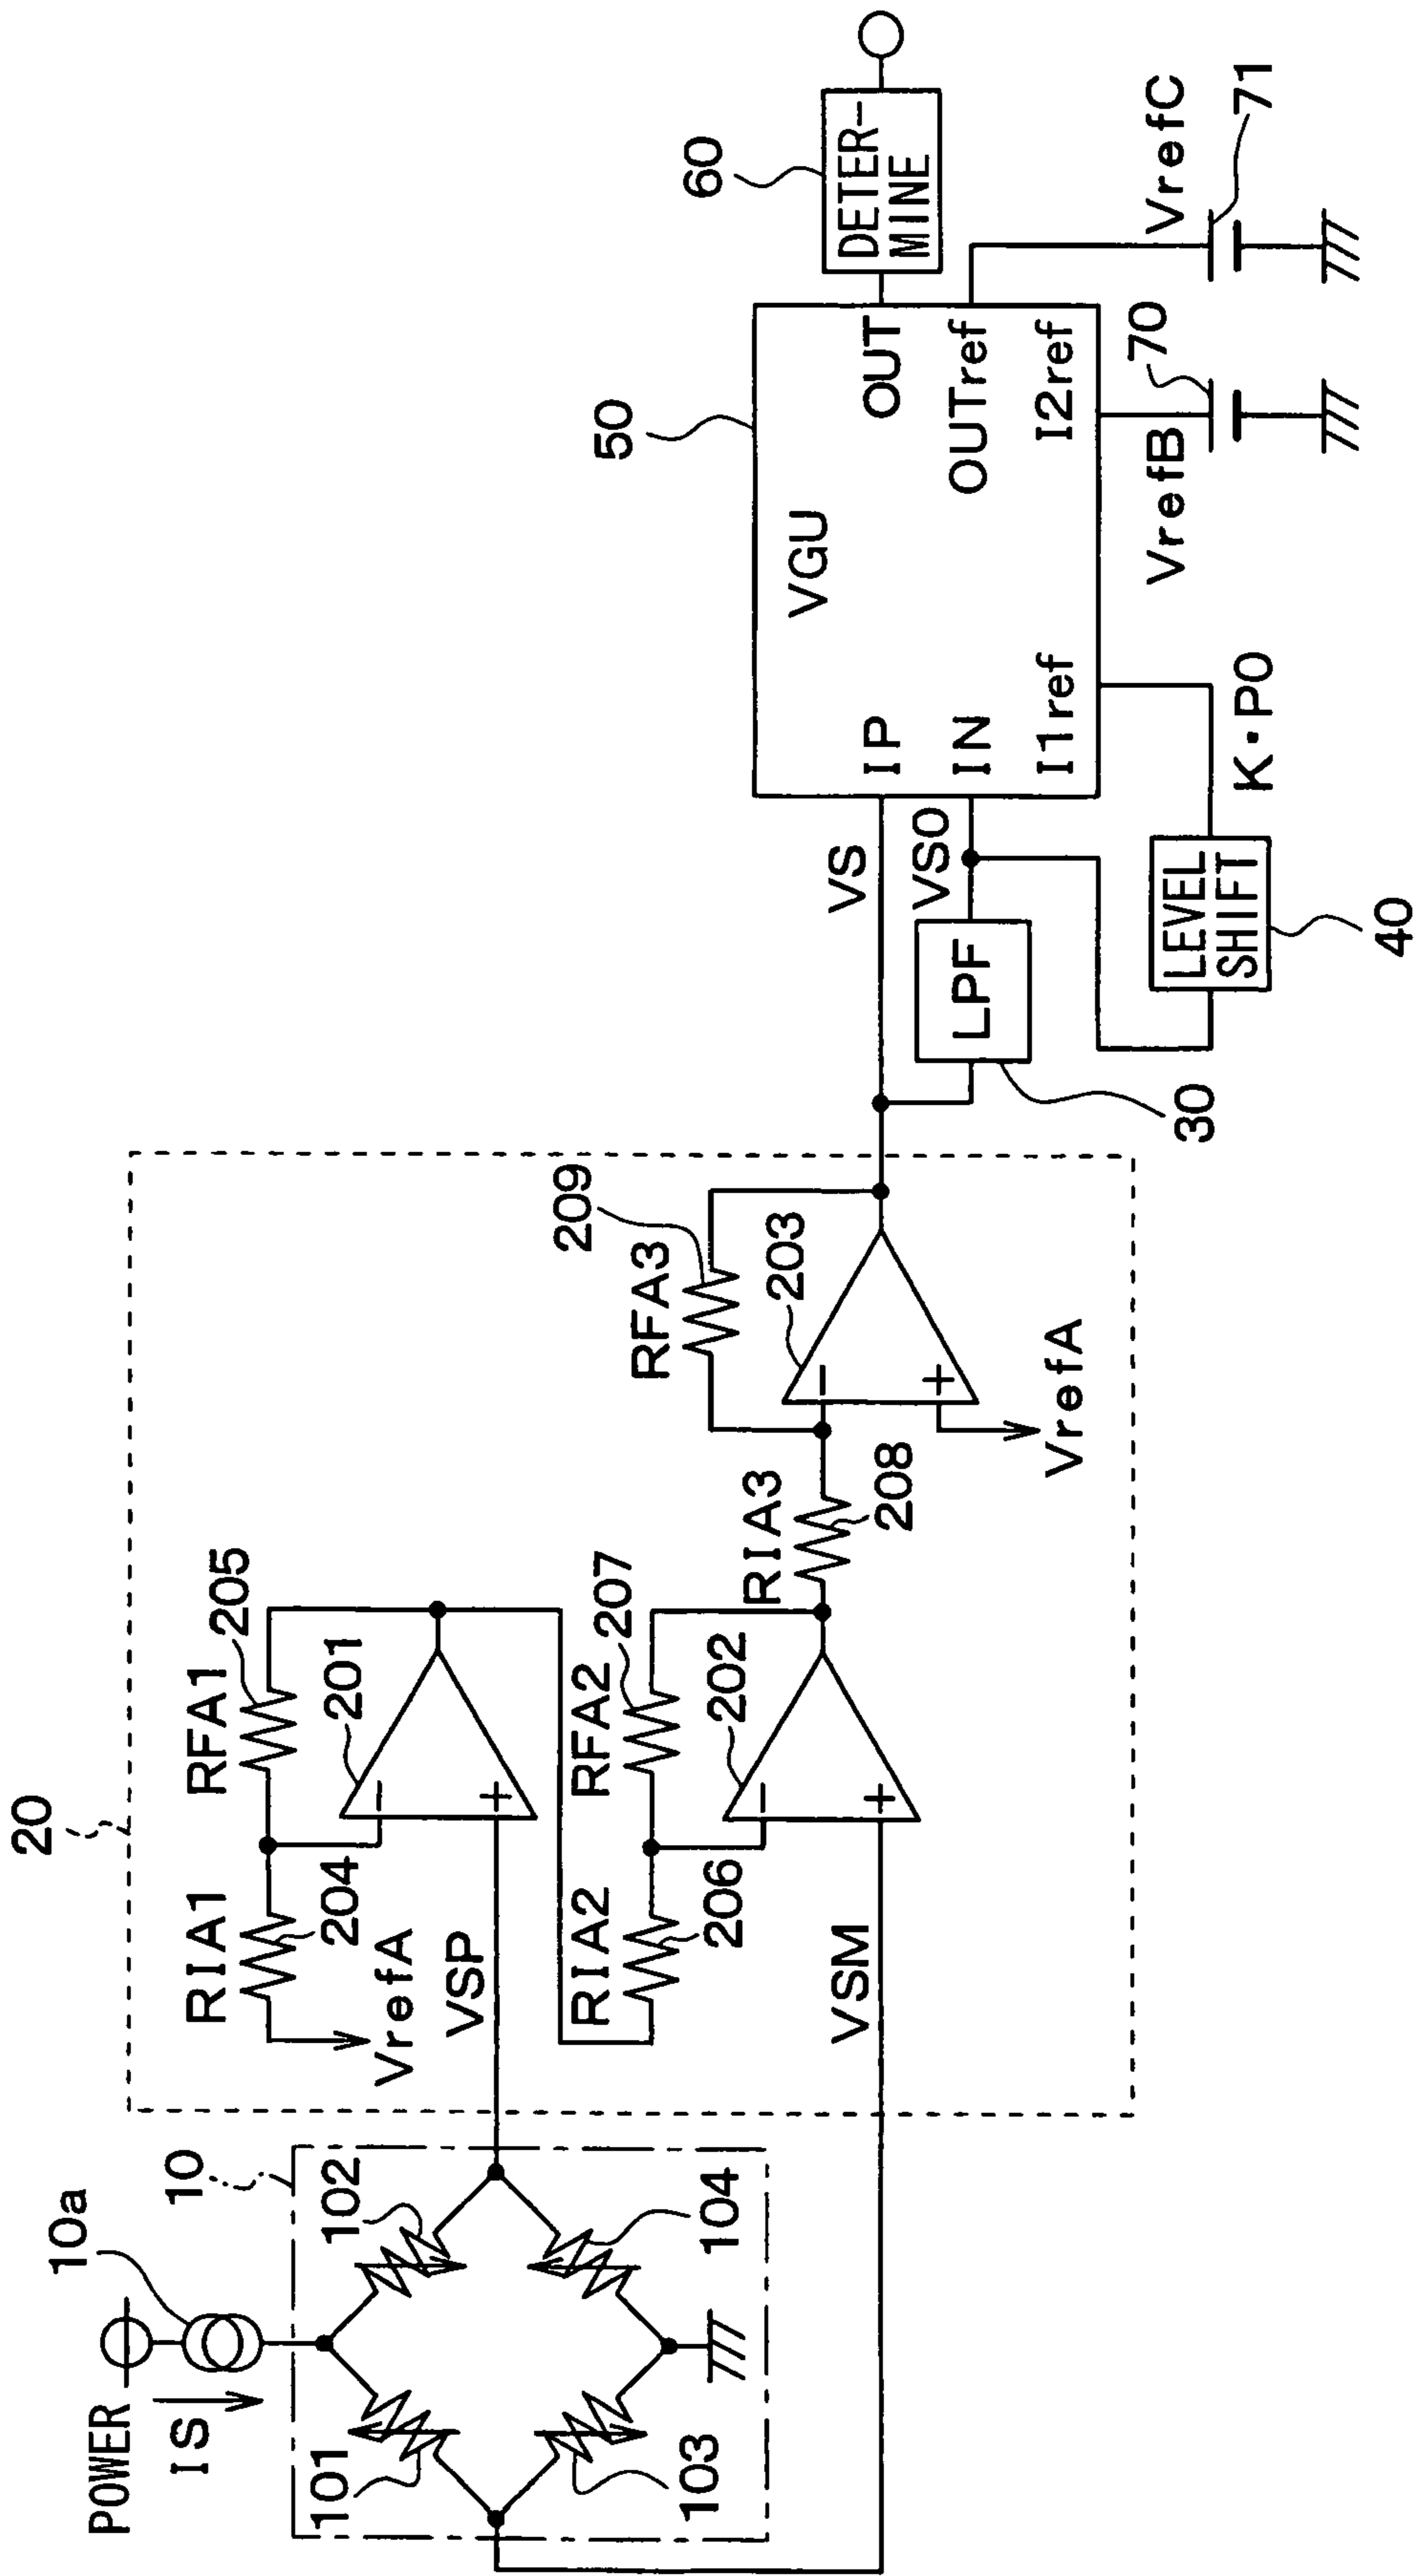 POWER
IS
10a
10
101
102
103
104
20
RIA1
204
VrefA
RFA1
205
201
VSP
RIA2
206
RFA2
207
202
VSM
RIA3
208
RFA3
209
203
VrefA
VS
VS0
LPF
30
LEVEL
SHIFT
40
K·P0
50
VGU
IP
IN
I1ref
OUT
OUTref
I2ref
60
DETER-
MINE
VrefB
70
VrefC
71